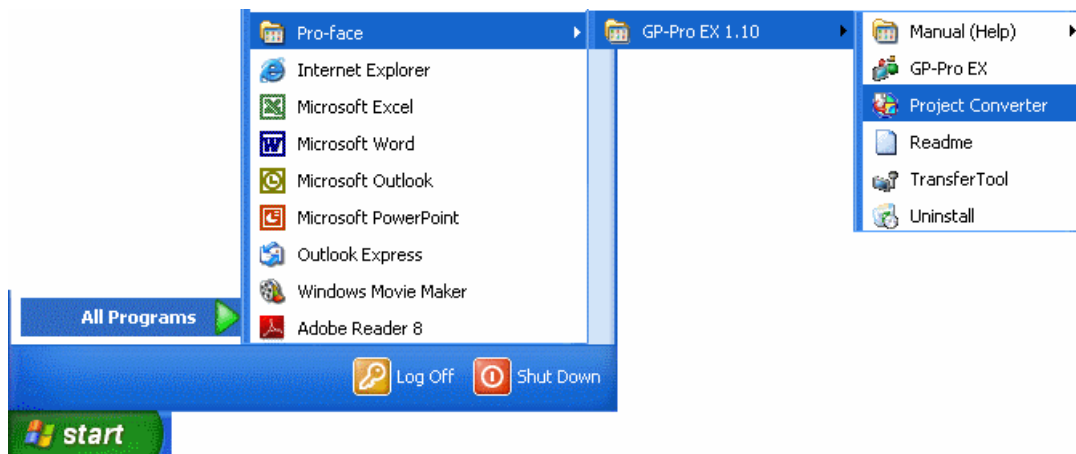 Pro-face
Internet Explorer
Microsoft Excel
Microsoft Word
Microsoft Outlook
Microsoft PowerPoint
Outlook Express
Windows Movie Maker
Adobe Reader 8
GP-Pro EX 1.10
Manual (Help)
GP-Pro EX
Project Converter
Readme
TransferTool
Uninstall
All Programs
Log Off
Shut Down
start